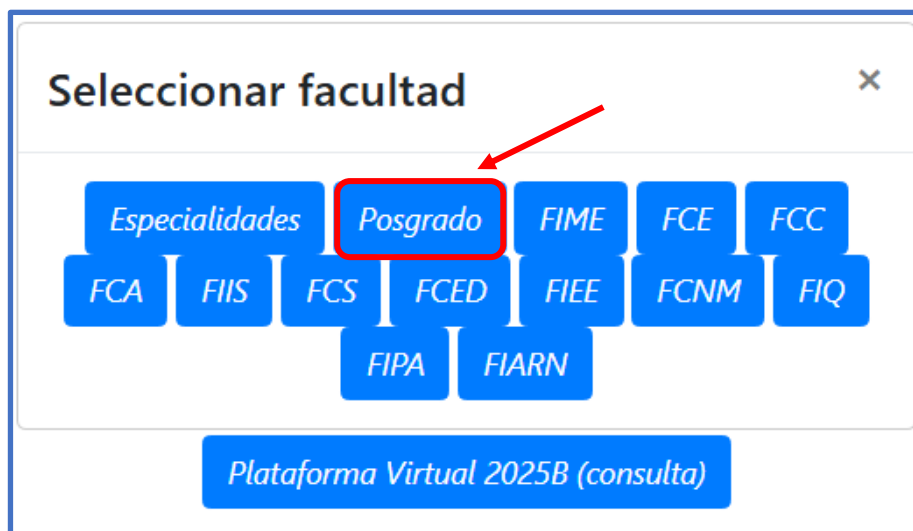 Seleccionar facultad ×
Especialidades Posgrado FIME FCE FCC
FCA FIIS FCS FCED FIEE FCNM FIQ
FIPA FIARN
Plataforma Virtual 2025B (consulta)